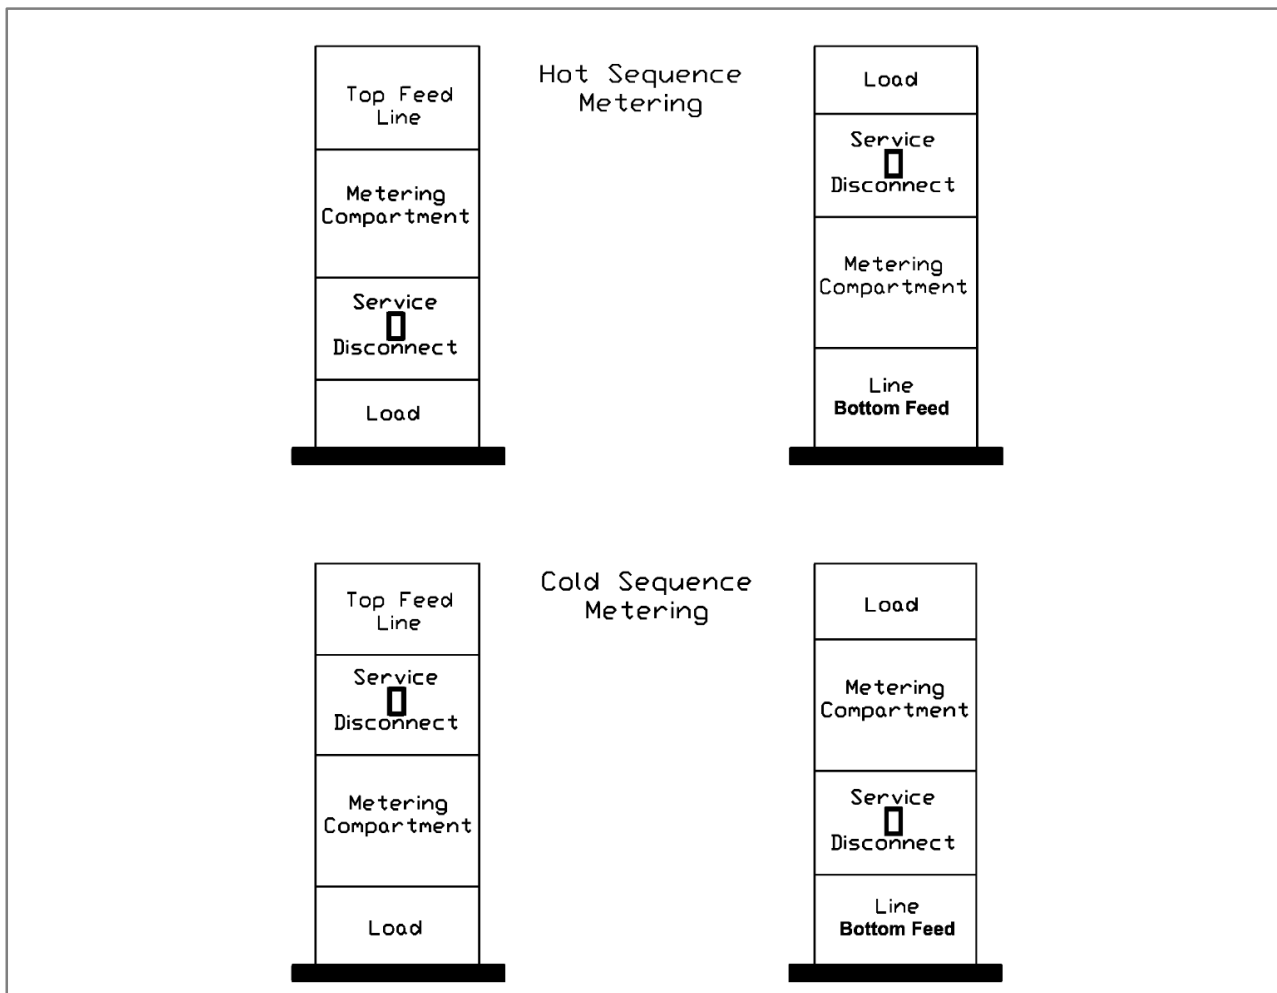 Hot Sequence
Metering
Top Feed
Line
Metering
Compartment
Service
Disconnect
Load
Load
Service
Disconnect
Metering
Compartment
Line
Bottom Feed
Cold Sequence
Metering
Top Feed
Line
Service
Disconnect
Metering
Compartment
Load
Load
Metering
Compartment
Service
Disconnect
Line
Bottom Feed